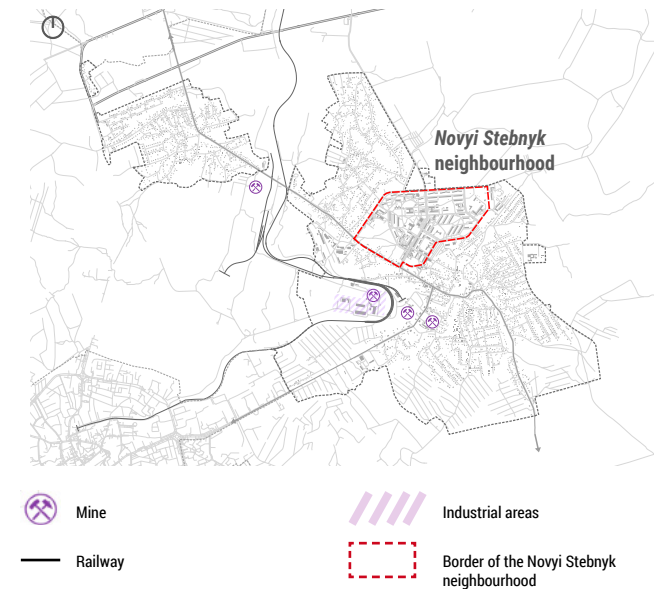 Novyi Stebnyk
neighbourhood
Mine
Industrial areas
Railway
Border of the Novyi Stebnyk
neighbourhood